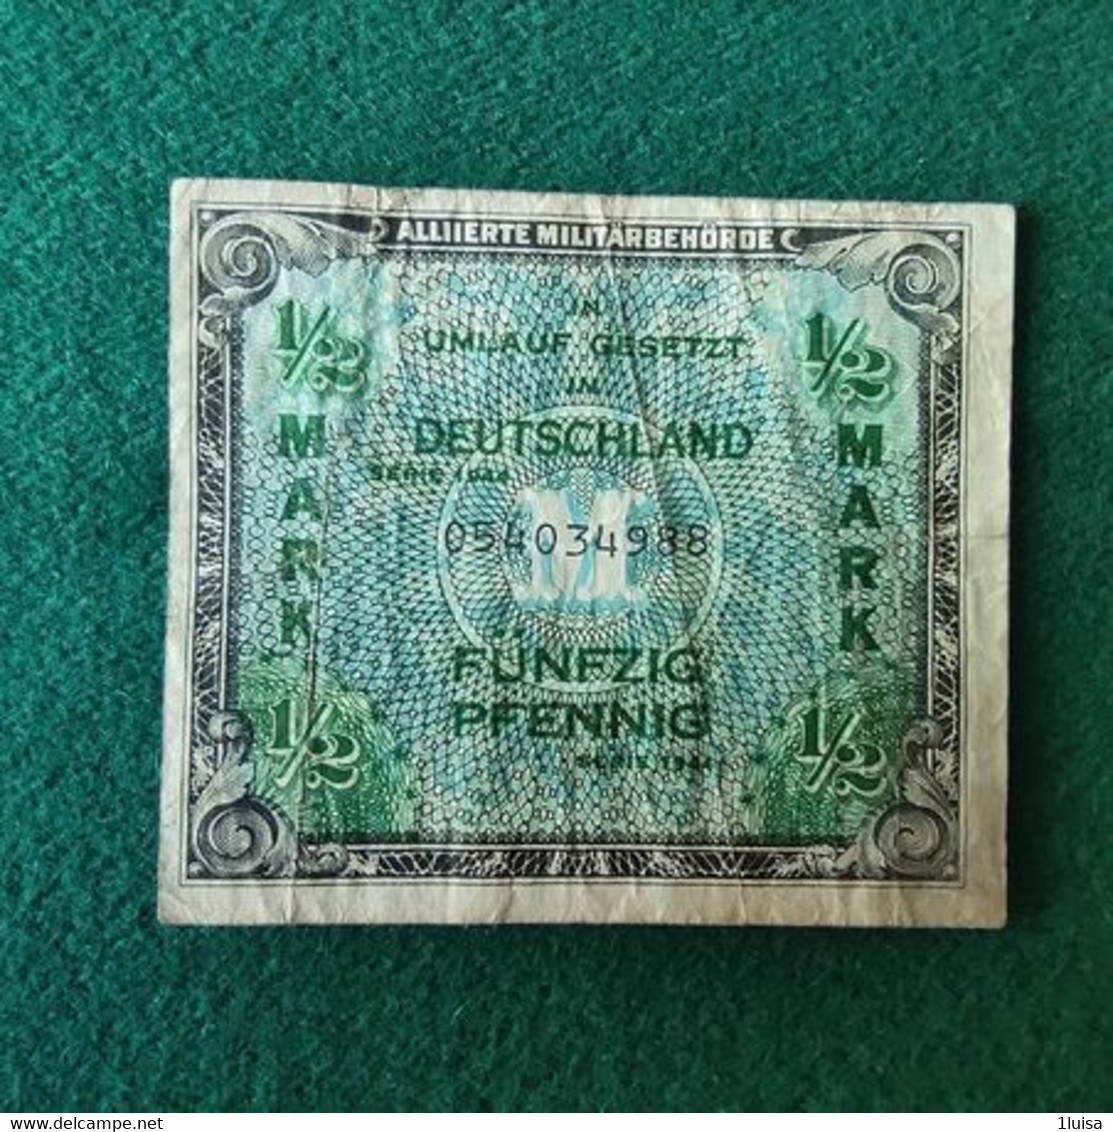 ALLIIERTE MILITÄRBEHÖRDE
1/2
1/2
IN
UMLAUF GESETZT
IN
DEUTSCHLAND
SERIE 1944
MARK
MARK
M
054034988
FÜNFZIG
PFENNIG
SERIE 1944
1/2
1/2
www.delcampe.net
1luisa